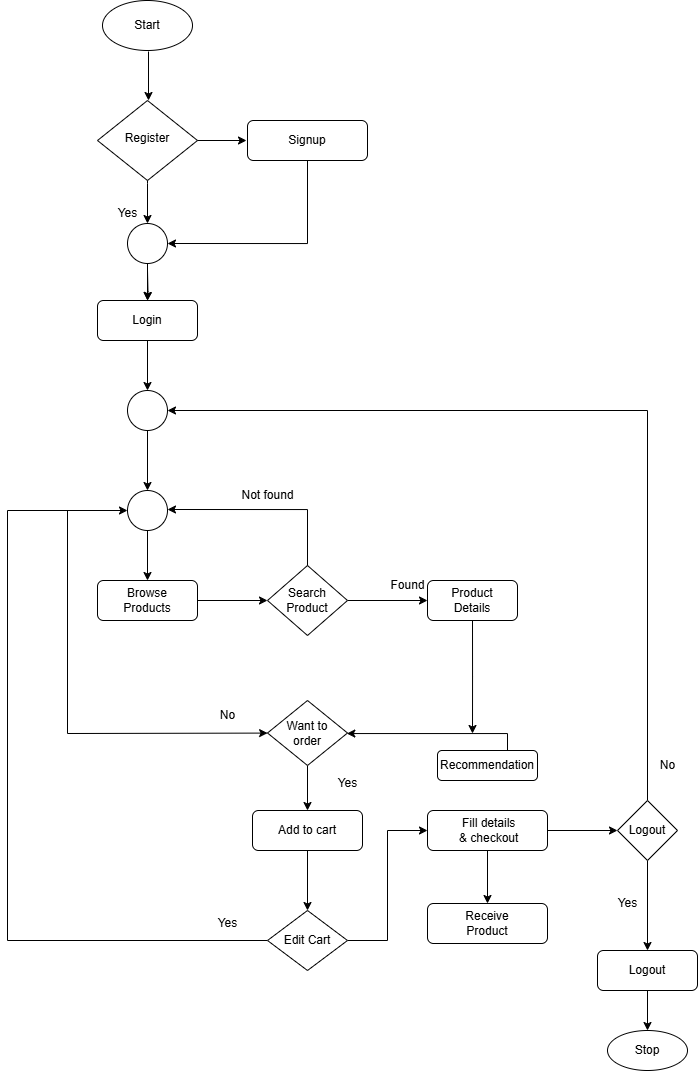 Start
Register
Signup
Yes
Login
Not found
Browse
Products
Search
Product
Found
Product
Details
No
Want to
order
Recommendation
No
Yes
Add to cart
Fill details
& checkout
Logout
Yes
Edit Cart
Receive
Product
Yes
Logout
Stop